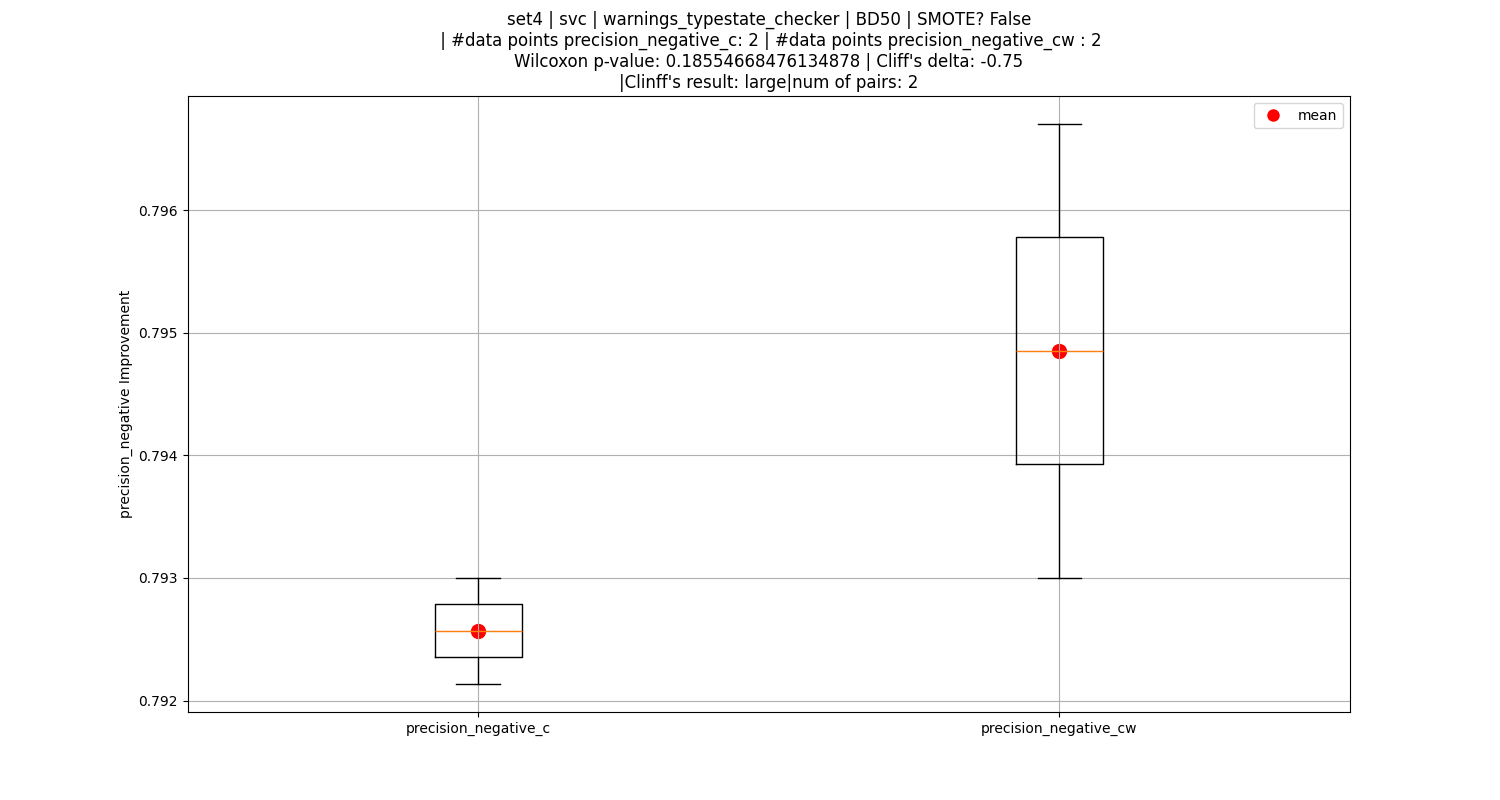 set4 | svc | warnings_typestate_checker | BD50 | SMOTE? False
| #data points precision_negative_c: 2 | #data points precision_negative_cw : 2
Wilcoxon p-value: 0.18554668476134878 | Cliff's delta: -0.75
|Clinff's result: large|num of pairs: 2
mean
precision_negative Improvement
0.796
0.795
0.794
0.793
0.792
precision_negative_c
precision_negative_cw